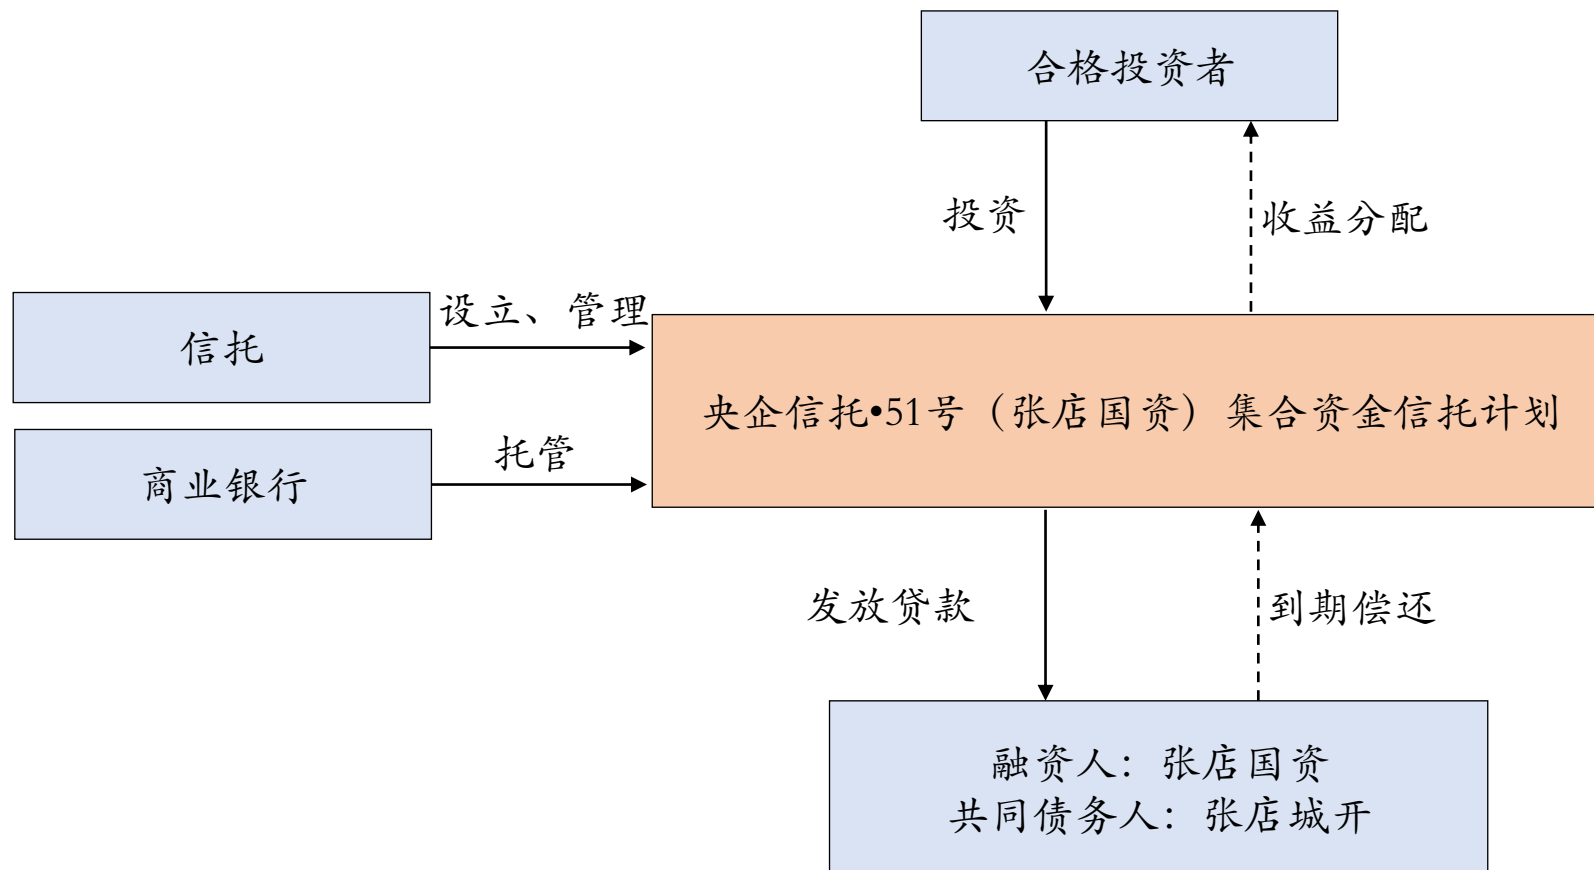 合格投资者
投资
收益分配
设立、管理
信托
央企信托•51号（张店国资）集合资金信托计划
托管
商业银行
发放贷款
到期偿还
融资人：张店国资
共同债务人：张店城开